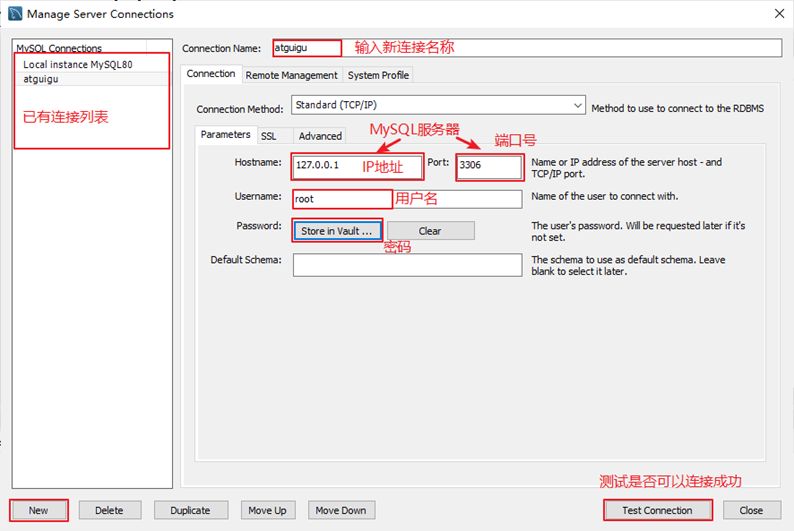 Manage Server Connections
MySQL Connections
Local instance MySQL80
atguigu
已有连接列表
Connection Name: atguigu 输入新连接名称
Connection Remote Management System Profile
Connection Method: Standard (TCP/IP) Method to use to connect to the RDBMS
Parameters SSL Advanced
MySQL服务器
端口号
Hostname: 127.0.0.1 IP地址 Port: 3306 Name or IP address of the server host - and
TCP/IP port.
Username: root 用户名 Name of the user to connect with.
Password: Store in Vault ... Clear The user's password. Will be requested later if it's
not set.
密码
Default Schema: The schema to use as default schema. Leave
blank to select it later.
测试是否可以连接成功
New Delete Duplicate Move Up Move Down Test Connection Close